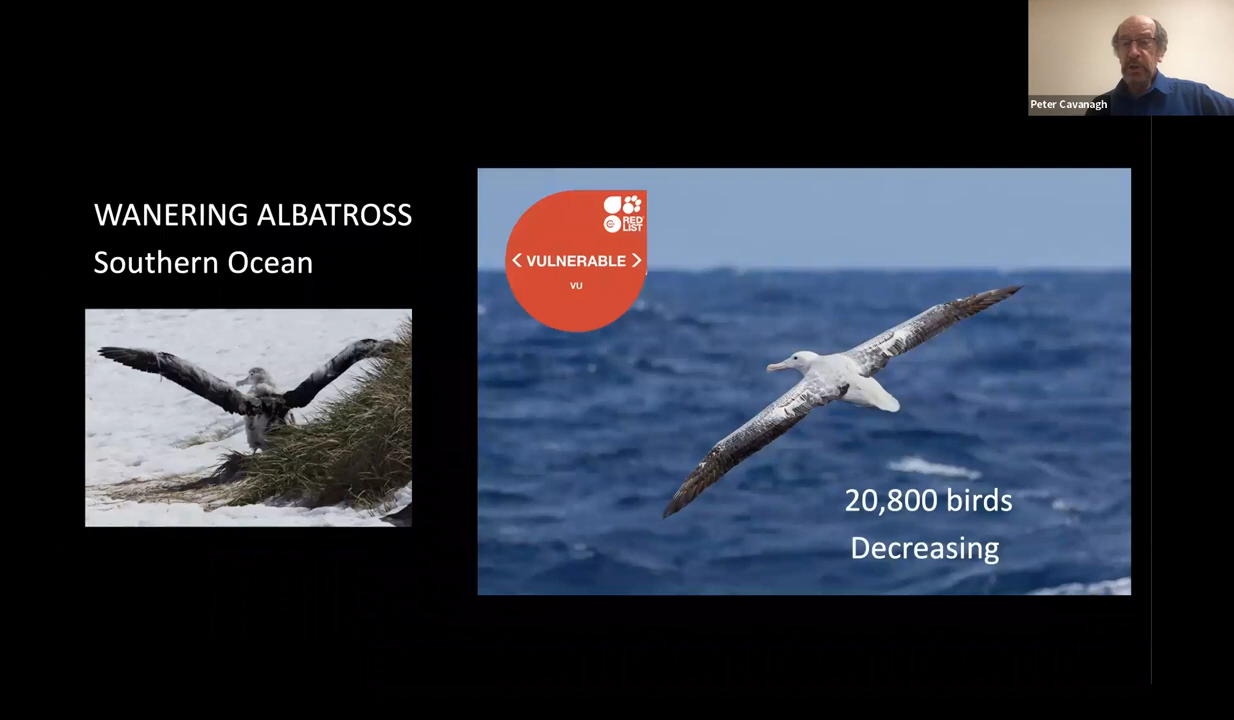 Peter Cavanagh
WANERING ALBATROSS
Southern Ocean
RED
LIST
< VULNERABLE >
VU
20,800 birds
Decreasing